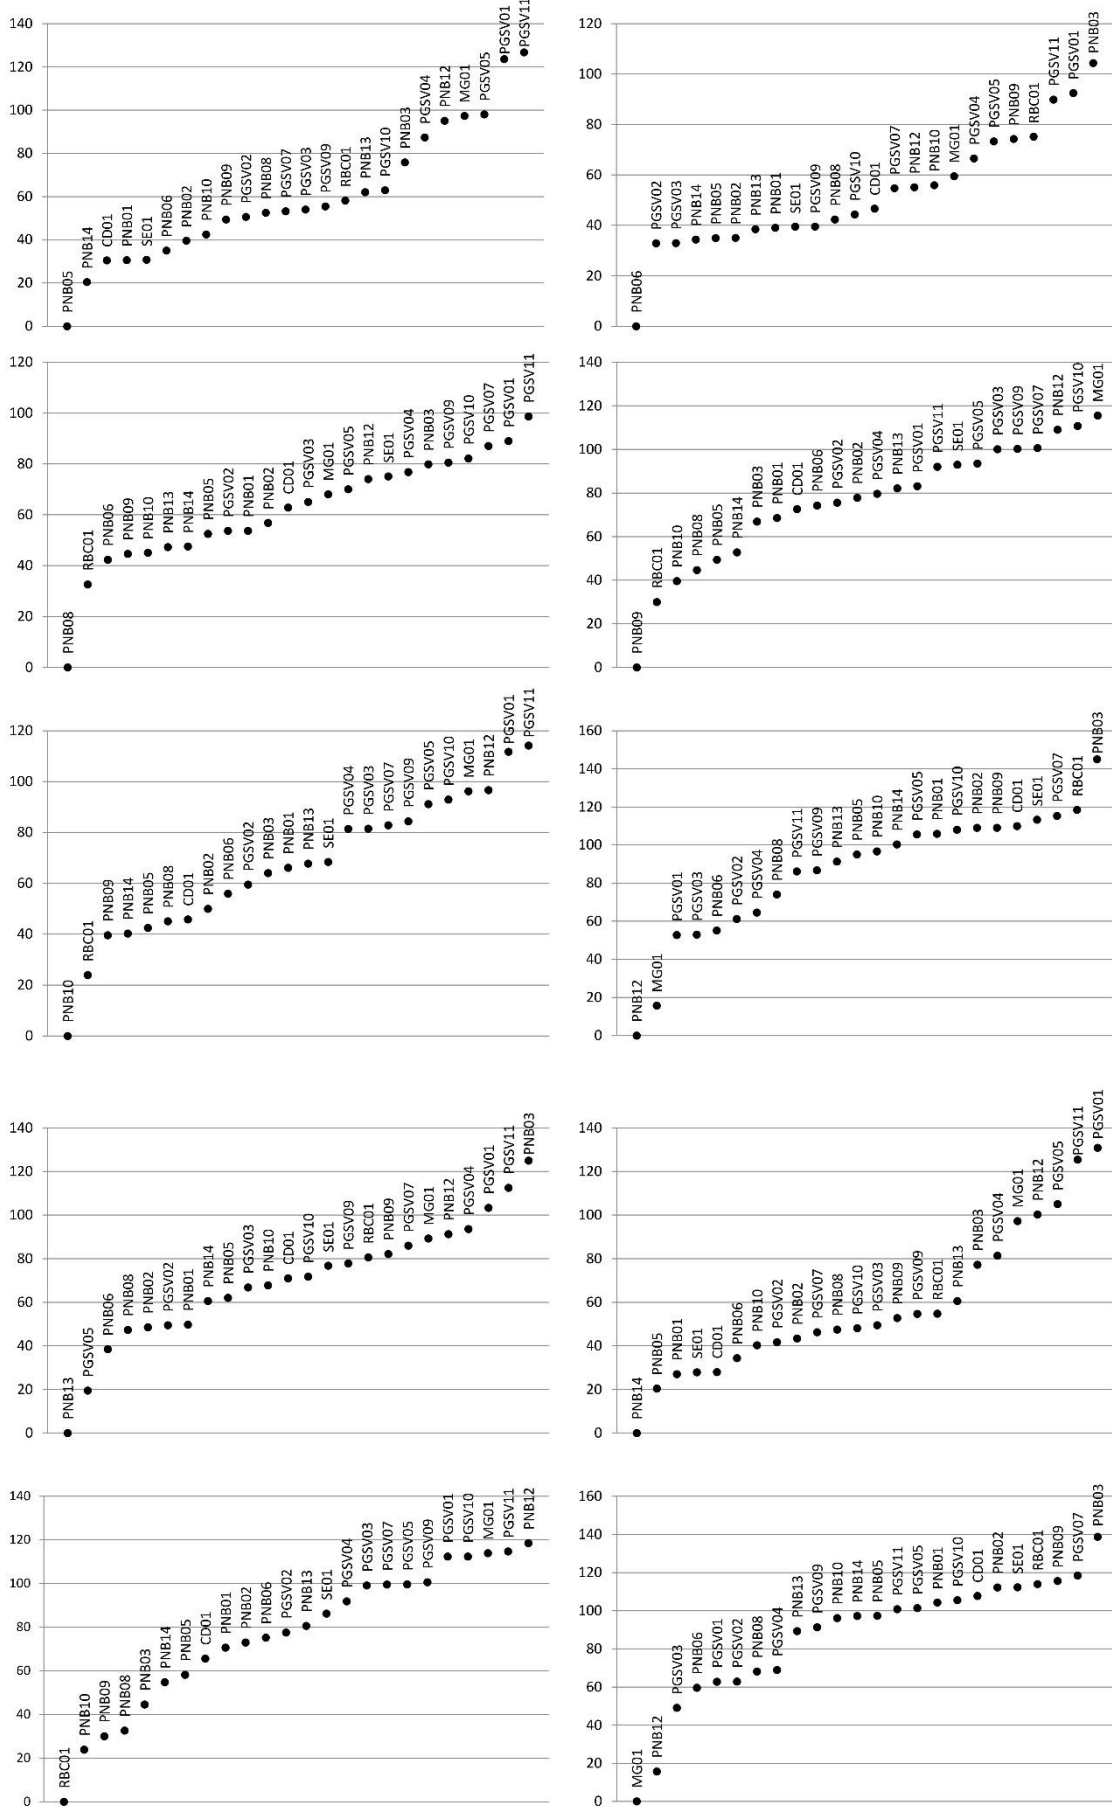 140
120
100
80
60
40
20
0
PNB05
PNB14
CD01
PNB01
SE01
PNB06
PNB02
PNB10
PNB09
PGSV02
PNB08
PGSV07
PGSV03
PGSV09
RBC01
PNB13
PGSV10
PNB03
PGSV04
PNB12
MG01
PGSV05
PGSV01
PGSV11
120
100
80
60
40
20
0
PNB06
PGSV02
PGSV03
PNB14
PNB05
PNB02
PNB13
PNB01
SE01
PGSV09
PNB08
PGSV10
CD01
PGSV07
PNB12
PNB10
MG01
PGSV04
PGSV05
PNB09
RBC01
PGSV11
PGSV01
PNB03
120
100
80
60
40
20
0
PNB08
RBC01
PNB06
PNB09
PNB10
PNB13
PNB14
PNB05
PGSV02
PNB01
PNB02
CD01
PGSV03
MG01
PGSV05
PNB12
SE01
PGSV04
PNB03
PGSV09
PGSV10
PGSV07
PGSV01
PGSV11
140
120
100
80
60
40
20
0
PNB09
RBC01
PNB10
PNB08
PNB05
PNB14
PNB03
PNB01
CD01
PNB06
PGSV02
PNB02
PGSV04
PNB13
PGSV01
PGSV11
SE01
PGSV05
PGSV03
PGSV09
PGSV07
PNB12
PGSV10
MG01
120
100
80
60
40
20
0
PNB10
RBC01
PNB09
PNB14
PNB05
PNB08
CD01
PNB02
PNB06
PGSV02
PNB03
PNB01
PNB13
SE01
PGSV04
PGSV03
PGSV07
PGSV09
PGSV05
PGSV10
MG01
PNB12
PGSV01
PGSV11
160
140
120
100
80
60
40
20
0
PNB12
MG01
PGSV01
PGSV03
PNB06
PGSV02
PGSV04
PNB08
PGSV11
PGSV09
PNB13
PNB05
PNB10
PNB14
PGSV05
PNB01
PGSV10
PNB02
PNB09
CD01
SE01
PGSV07
RBC01
PNB03
140
120
100
80
60
40
20
0
PNB13
PGSV05
PNB06
PNB08
PNB02
PGSV02
PNB01
PNB14
PNB05
PGSV03
PNB10
CD01
PGSV10
SE01
PGSV09
RBC01
PNB09
PGSV07
MG01
PNB12
PGSV04
PGSV01
PGSV11
PNB03
140
120
100
80
60
40
20
0
PNB14
PNB05
PNB01
SE01
CD01
PNB06
PNB10
PGSV02
PNB02
PGSV07
PNB08
PGSV10
PGSV03
PNB09
PGSV09
RBC01
PNB13
PNB03
PGSV04
MG01
PNB12
PGSV05
PGSV11
PGSV01
140
120
100
80
60
40
20
0
RBC01
PNB10
PNB09
PNB08
PNB03
PNB14
PNB05
CD01
PNB01
PNB02
PNB06
PGSV02
PNB13
SE01
PGSV04
PGSV03
PGSV07
PGSV05
PGSV09
PGSV01
PGSV10
MG01
PGSV11
PNB12
160
140
120
100
80
60
40
20
0
MG01
PNB12
PGSV03
PNB06
PGSV01
PGSV02
PNB08
PGSV04
PNB13
PGSV09
PNB10
PNB14
PNB05
PGSV11
PGSV05
PNB01
PGSV10
CD01
PNB02
SE01
RBC01
PNB09
PGSV07
PNB03